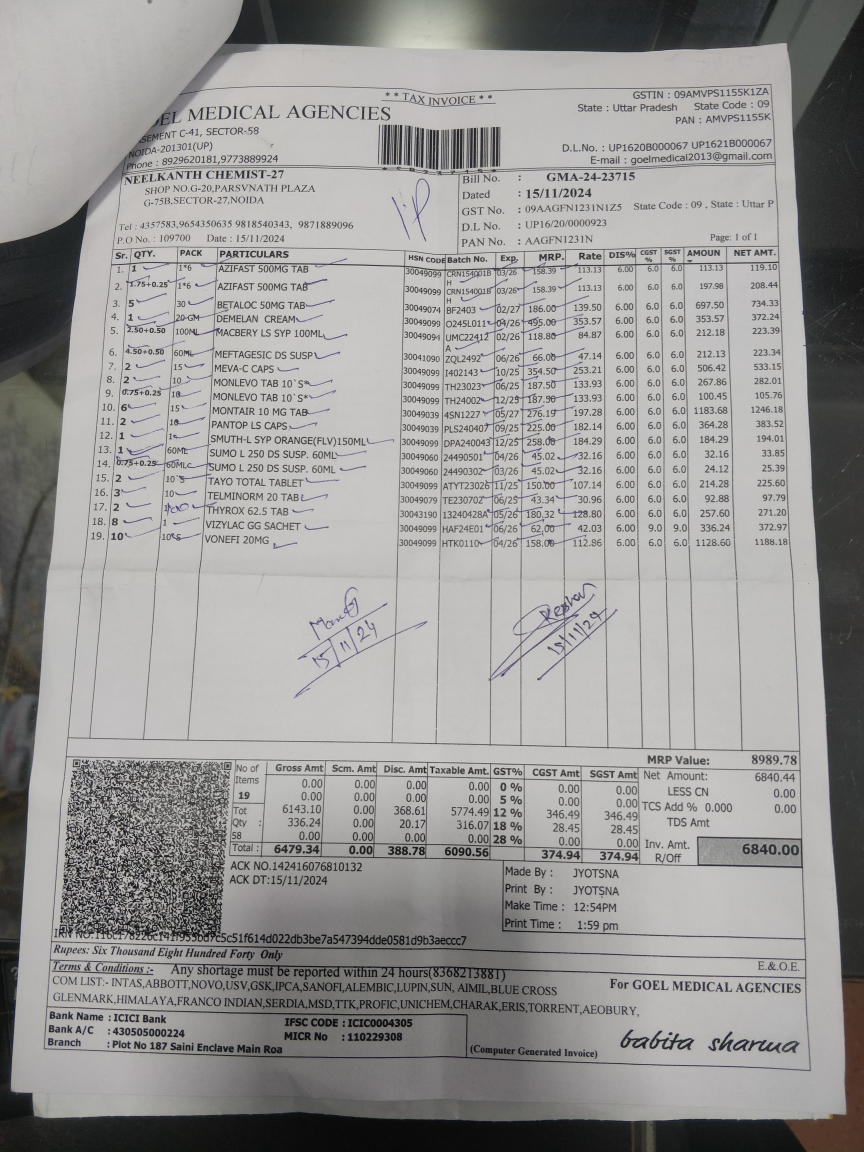 * * TAX INVOICE * *
GSTIN : 09AMVPS1155K1ZA
State : Uttar Pradesh State Code : 09
PAN : AMVPS1155K
GOEL MEDICAL AGENCIES
BASEMENT C-41, SECTOR-58
NOIDA-201301(UP)
Phone : 8929620181,9773889924
D.L.No. : UP1620B000067 UP1621B000067
E-mail : goelmedical2013@gmail.com
NEELKANTH CHEMIST-27
SHOP NO.G-20,PARSVNATH PLAZA
G-75B,SECTOR-27,NOIDA
Tel : 4357583,9654350635 9818540343, 9871889096
P.O No. : 109700 Date : 15/11/2024
Bill No. : GMA-24-23715
Dated : 15/11/2024
GST No. : 09AAGFN1231N1Z5 State Code : 09 , State : Uttar P
D.L. No. : UP16/20/0000923
PAN No. : AAGFN1231N Page: 1 of 1
Sr. QTY. PACK PARTICULARS HSN CODE Batch No. Exp. MRP. Rate DIS% CGST % SGST % AMOUN NET AMT.
1. 1 1*6 AZIFAST 500MG TAB 30049099 CRN154001B H 03/26 158.39 113.13 6.00 6.0 6.0 113.13 119.10
2. 1.75+0.25 1*6 AZIFAST 500MG TAB 30049099 CRN154001B H 03/26 158.39 113.13 6.00 6.0 6.0 197.98 208.44
3. 5 30 BETALOC 50MG TAB 30049074 BF2403 02/27 186.00 139.50 6.00 6.0 6.0 697.50 734.33
4. 1 20 GM DEMELAN CREAM 30049099 O245L011 04/26 495.00 353.57 6.00 6.0 6.0 353.57 372.24
5. 2.50+0.50 100ML MACBERY LS SYP 100ML 30049094 UMC22412 A 02/26 118.80 84.87 6.00 6.0 6.0 212.18 223.39
6. 4.50+0.50 60ML MEFTAGESIC DS SUSP 30041090 ZQL2492 06/26 66.00 47.14 6.00 6.0 6.0 212.13 223.34
7. 2 15 MEVA-C CAPS 30049099 I402143 10/25 354.50 253.21 6.00 6.0 6.0 506.42 533.15
8. 2 10 MONLEVO TAB 10`S* 30049099 TH23023 06/25 187.50 133.93 6.00 6.0 6.0 267.86 282.01
9. 0.75+0.25 10 MONLEVO TAB 10`S* 30049099 TH24002 12/25 187.50 133.93 6.00 6.0 6.0 100.45 105.76
10. 6 15 MONTAIR 10 MG TAB 30049039 4SN1227 05/27 276.19 197.28 6.00 6.0 6.0 1183.68 1246.18
11. 2 10 PANTOP LS CAPS 30049039 PLS240407 09/25 225.00 182.14 6.00 6.0 6.0 364.28 383.52
12. 1 SMUTH-L SYP ORANGE(FLV)150ML 30049099 DPA240043 12/25 258.00 184.29 6.00 6.0 6.0 184.29 194.01
13. 1 60ML SUMO L 250 DS SUSP. 60ML 30049060 24490501 04/26 45.02 32.16 6.00 6.0 6.0 32.16 33.85
14. 0.75+0.25 60MLC SUMO L 250 DS SUSP. 60ML 30049060 24490302 03/26 45.02 32.16 6.00 6.0 6.0 24.12 25.39
15. 2 10`S TAYO TOTAL TABLET 30049099 ATYT23026 11/25 150.00 107.14 6.00 6.0 6.0 214.28 225.60
16. 3 10 TELMINORM 20 TAB 30049079 TE230702 06/25 43.34 30.96 6.00 6.0 6.0 92.88 97.79
17. 2 THYROX 62.5 TAB 30043190 13240428A 05/26 180.32 128.80 6.00 6.0 6.0 257.60 271.20
18. 8 1 VIZYLAC GG SACHET 30049099 HAF24E01 06/26 62.00 42.03 6.00 9.0 9.0 336.24 372.97
19. 10 10`S VONEFI 20MG 30049099 HTK0110 04/26 158.00 112.86 6.00 6.0 6.0 1128.60 1188.18
15/11/24
15/11/24
MRP Value: 8989.78
No of Items 19 Tot Qty : 58
Gross Amt Scm. Amt Disc. Amt Taxable Amt. GST% CGST Amt SGST Amt
0.00 0.00 0.00 0.00 0 % 0.00 0.00
0.00 0.00 0.00 0.00 5 % 0.00 0.00
6143.10 0.00 368.61 5774.49 12 % 346.49 346.49
336.24 0.00 20.17 316.07 18 % 28.45 28.45
0.00 0.00 0.00 0.00 28 % 0.00 0.00
Total : 6479.34 0.00 388.78 6090.56 374.94 374.94
Net Amount: 6840.44
LESS CN 0.00
TCS Add % 0.000 0.00
TDS Amt
Inv. Amt. R/Off 6840.00
ACK NO.142416076810132
ACK DT:15/11/2024
Made By : JYOTSNA
Print By : JYOTSNA
Make Time : 12:54PM
Print Time : 1:59 pm
Rupees: Six Thousand Eight Hundred Forty Only E.&.O.E.
Terms & Conditions :- Any shortage must be reported within 24 hours(8368213881)
COM LIST:- INTAS,ABBOTT,NOVO,USV,GSK,IPCA,SANOFI,ALEMBIC,LUPIN,SUN, AIMIL,BLUE CROSS
GLENMARK,HIMALAYA,FRANCO INDIAN,SERDIA,MSD,TTK,PROFIC,UNICHEM,CHARAK,ERIS,TORRENT,AEOBURY,
For GOEL MEDICAL AGENCIES
Bank Name : ICICI Bank IFSC CODE : ICIC0004305
Bank A/C : 430505000224 MICR No : 110229308
Branch : Plot No 187 Saini Enclave Main Roa
(Computer Generated Invoice)
babita sharma